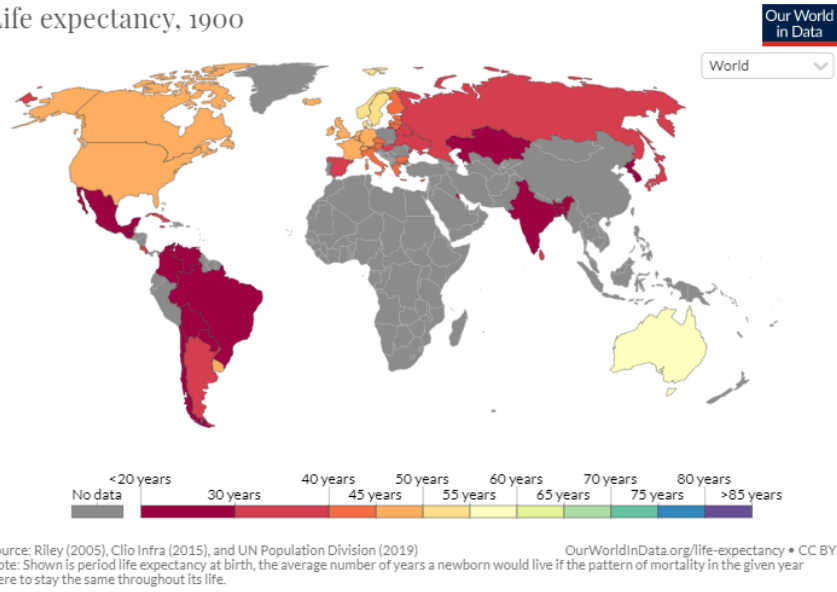 ife expectancy, 1900
Our World
in Data
World
<20 years 40 years 50 years 60 years 70 years 80 years
No data 30 years 45 years 55 years 65 years 75 years >85 years
urce: Riley (2005), Clio Infra (2015), and UN Population Division (2019) OurWorldInData.org/life-expectancy • CC BY
ote: Shown is period life expectancy at birth, the average number of years a newborn would live if the pattern of mortality in the given year
ere to stay the same throughout its life.